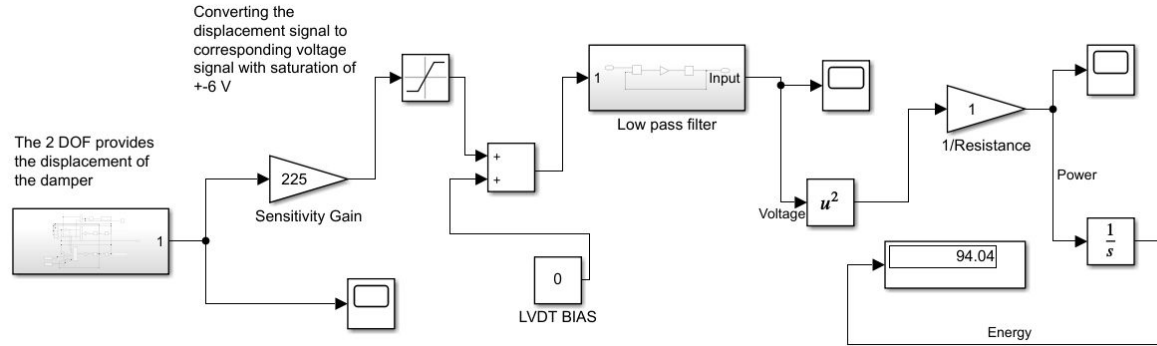 Converting the
displacement signal to
corresponding voltage
signal with saturation of
+-6 V
The 2 DOF provides
the displacement of
the damper
1
225
Sensitivity Gain
+
+
0
LVDT BIAS
1
Input
Low pass filter
Voltage
u²
1
1/Resistance
Power
1
s
94.04
Energy